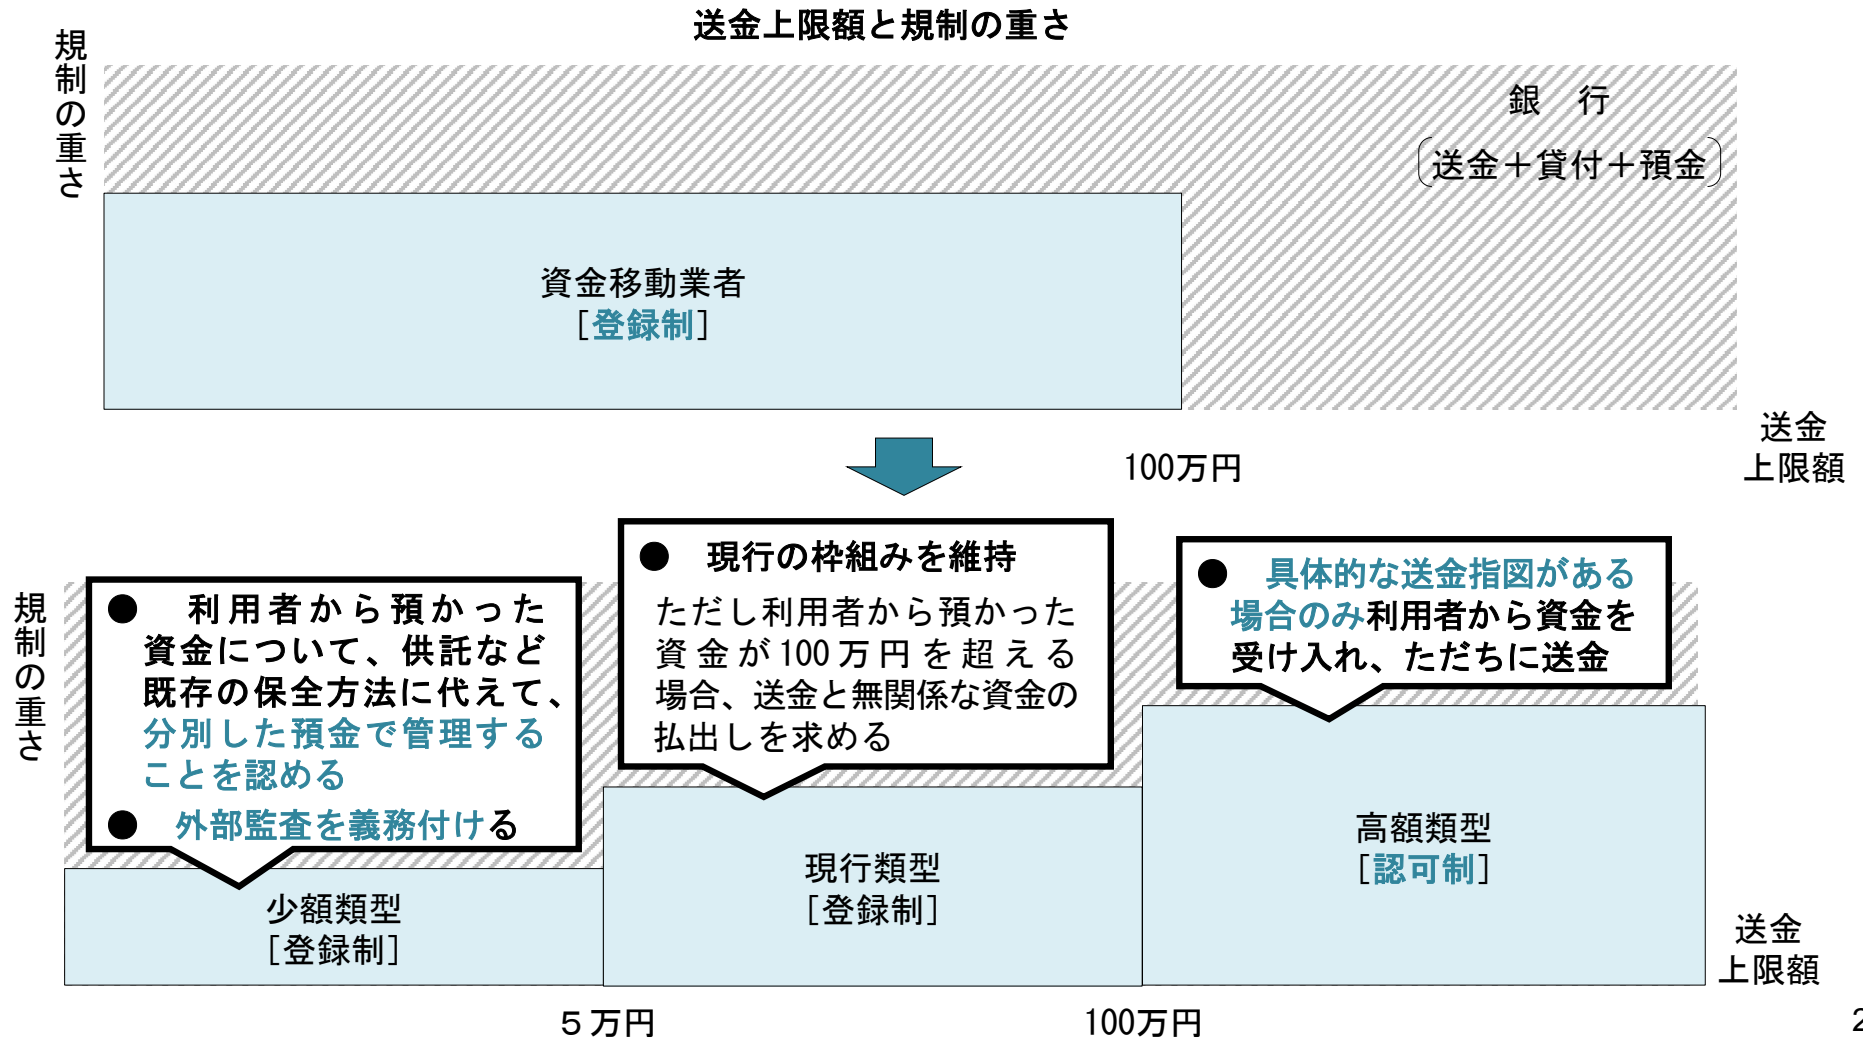 送金上限額と規制の重さ
規制の重さ
銀　行
送金＋貸付＋預金
資金移動業者
[登録制]
送金
上限額
100万円
規制の重さ
● 利用者から預かった
資金について、供託など
既存の保全方法に代えて、
分別した預金で管理する
ことを認める
● 外部監査を義務付ける
● 現行の枠組みを維持
ただし利用者から預かった
資金が100万円を超える
場合、送金と無関係な資金の
払出しを求める
● 具体的な送金指図がある
場合のみ利用者から資金を
受け入れ、ただちに送金
少額類型
[登録制]
現行類型
[登録制]
高額類型
[認可制]
送金
上限額
５万円
100万円
2